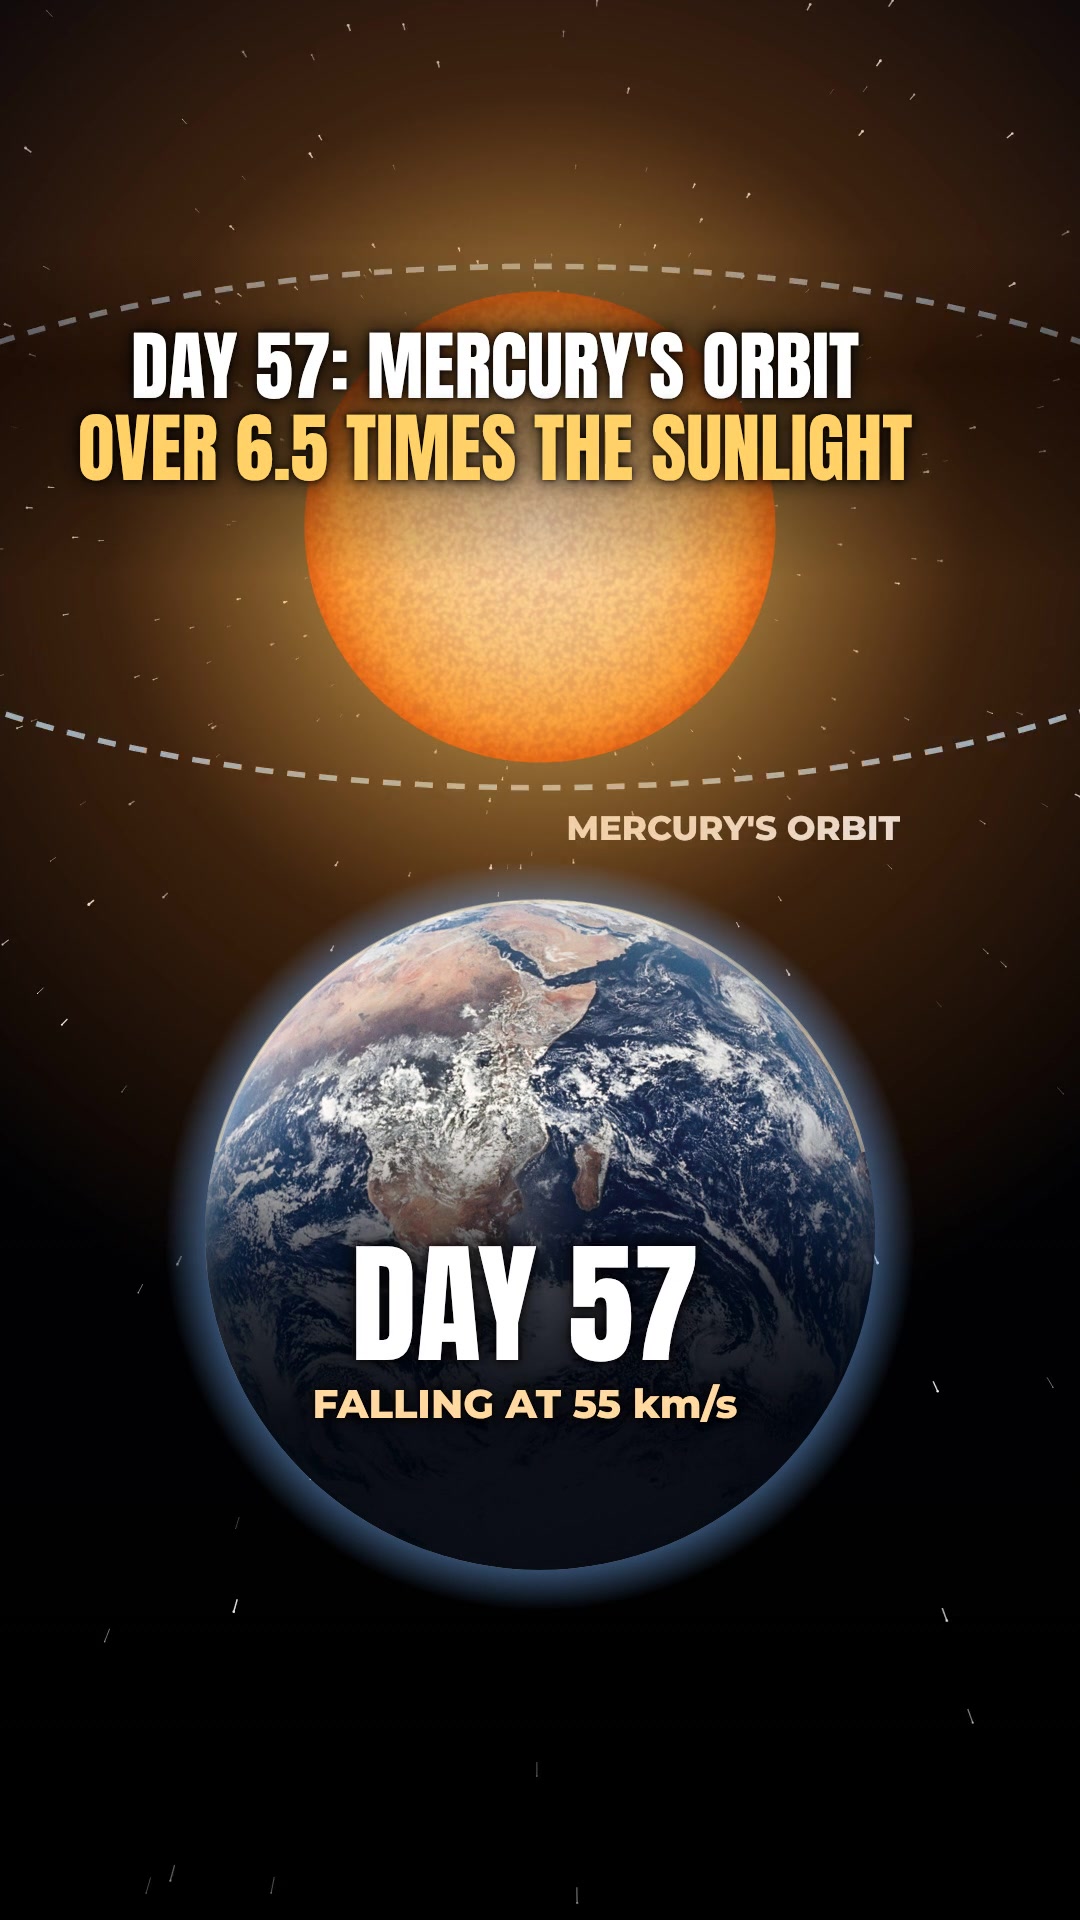 DAY 57: MERCURY'S ORBIT
OVER 6.5 TIMES THE SUNLIGHT
MERCURY'S ORBIT
DAY 57
FALLING AT 55 km/s